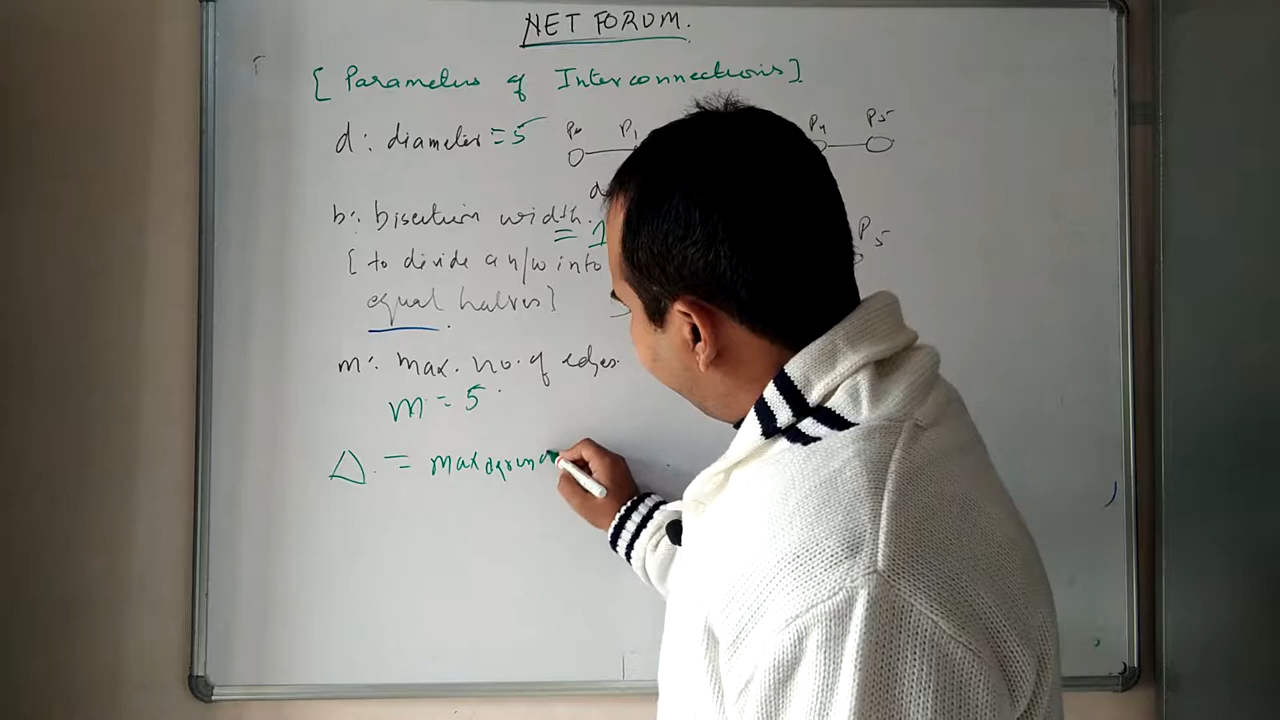 NET FORUM.
[ Parameters of Interconnections ]
d : diameter = 5
P0 P1 P4 P5
d
b : bisection width.
= 1
P5
[ to divide a n/w into
equal halves ]
m : max. no. of edges.
m = 5
Δ = max